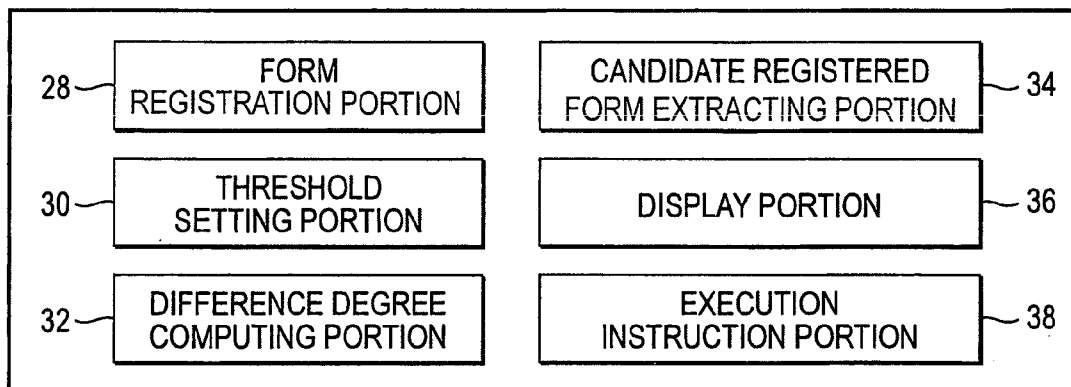 28
FORM
REGISTRATION PORTION
CANDIDATE REGISTERED
FORM EXTRACTING PORTION
34
30
THRESHOLD
SETTING PORTION
DISPLAY PORTION
36
32
DIFFERENCE DEGREE
COMPUTING PORTION
EXECUTION
INSTRUCTION PORTION
38